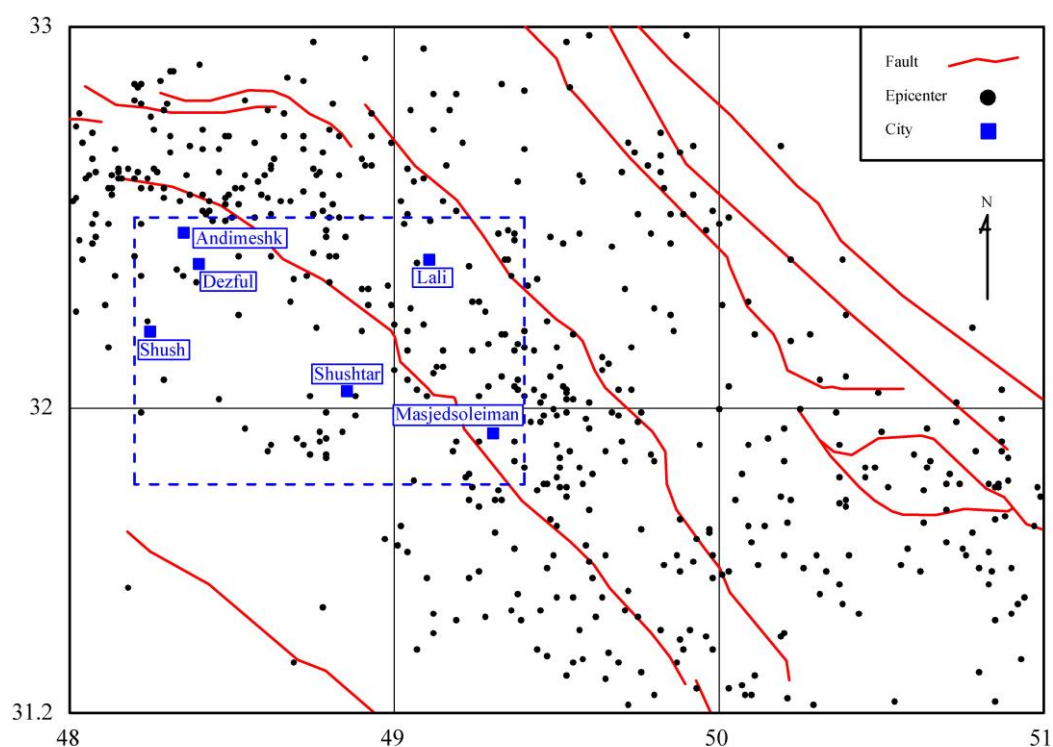 33
Fault
Epicenter
City
N
Andimeshk
Dezful
Lali
Shush
Shushtar
32
Masjedsoleiman
31.2
48
49
50
51